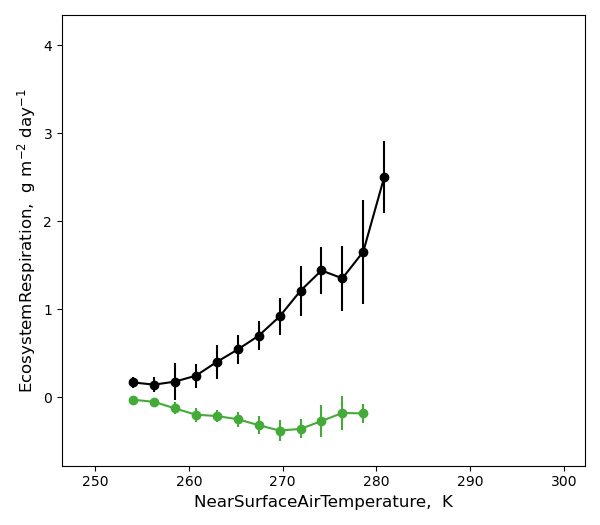 4
3
2
1
0
EcosystemRespiration, g m⁻² day⁻¹
250 260 270 280 290 300
NearSurfaceAirTemperature, K